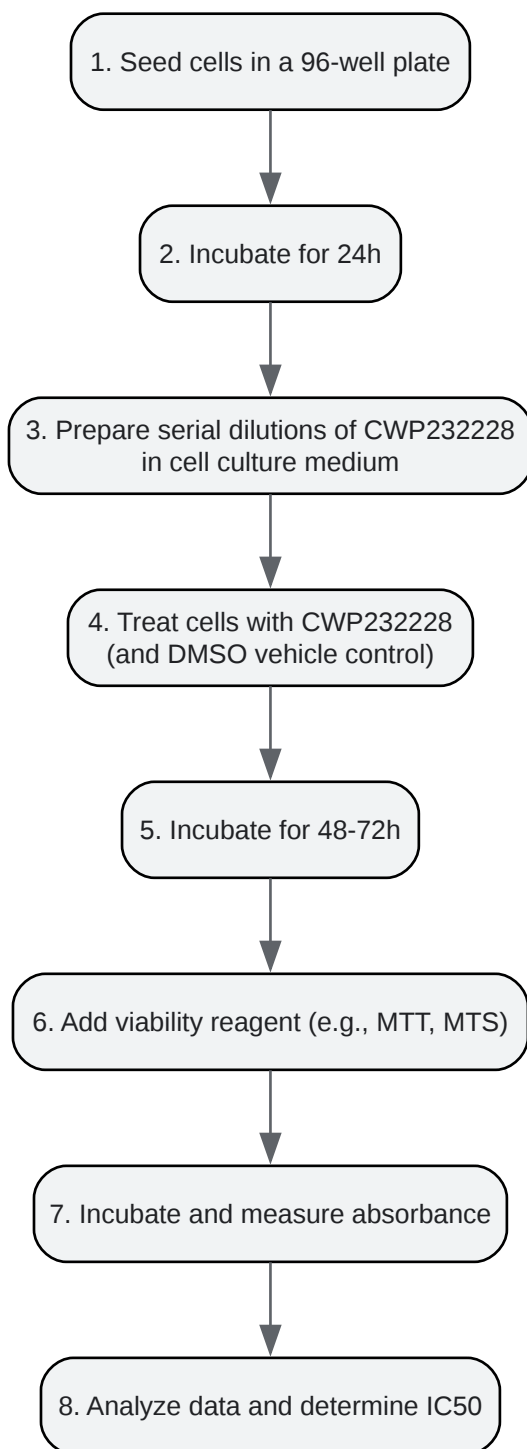 1. Seed cells in a 96-well plate
2. Incubate for 24h
3. Prepare serial dilutions of CWP232228
in cell culture medium
4. Treat cells with CWP232228
(and DMSO vehicle control)
5. Incubate for 48-72h
6. Add viability reagent (e.g., MTT, MTS)
7. Incubate and measure absorbance
8. Analyze data and determine IC50